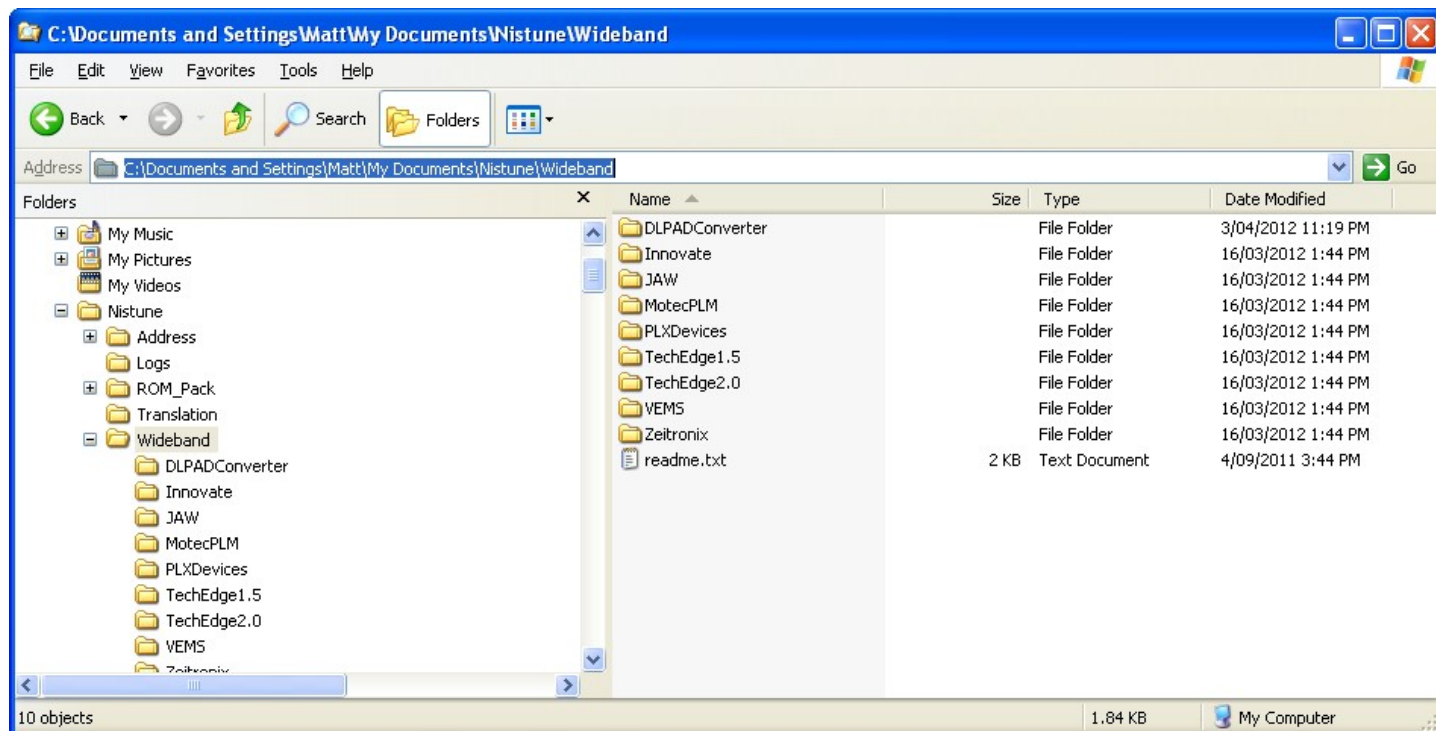 C:\Documents and Settings\Matt\My Documents\Nistune\Wideband
File Edit View Favorites Tools Help
Back Search Folders
Address C:\Documents and Settings\Matt\My Documents\Nistune\Wideband Go
Folders
My Music
My Pictures
My Videos
Nistune
Address
Logs
ROM_Pack
Translation
Wideband
DLPADConverter
Innovate
JAW
MotecPLM
PLXDevices
TechEdge1.5
TechEdge2.0
VEMS
Zeitronix
Name Size Type Date Modified
DLPADConverter File Folder 3/04/2012 11:19 PM
Innovate File Folder 16/03/2012 1:44 PM
JAW File Folder 16/03/2012 1:44 PM
MotecPLM File Folder 16/03/2012 1:44 PM
PLXDevices File Folder 16/03/2012 1:44 PM
TechEdge1.5 File Folder 16/03/2012 1:44 PM
TechEdge2.0 File Folder 16/03/2012 1:44 PM
VEMS File Folder 16/03/2012 1:44 PM
Zeitronix File Folder 16/03/2012 1:44 PM
readme.txt 2 KB Text Document 4/09/2011 3:44 PM
10 objects 1.84 KB My Computer